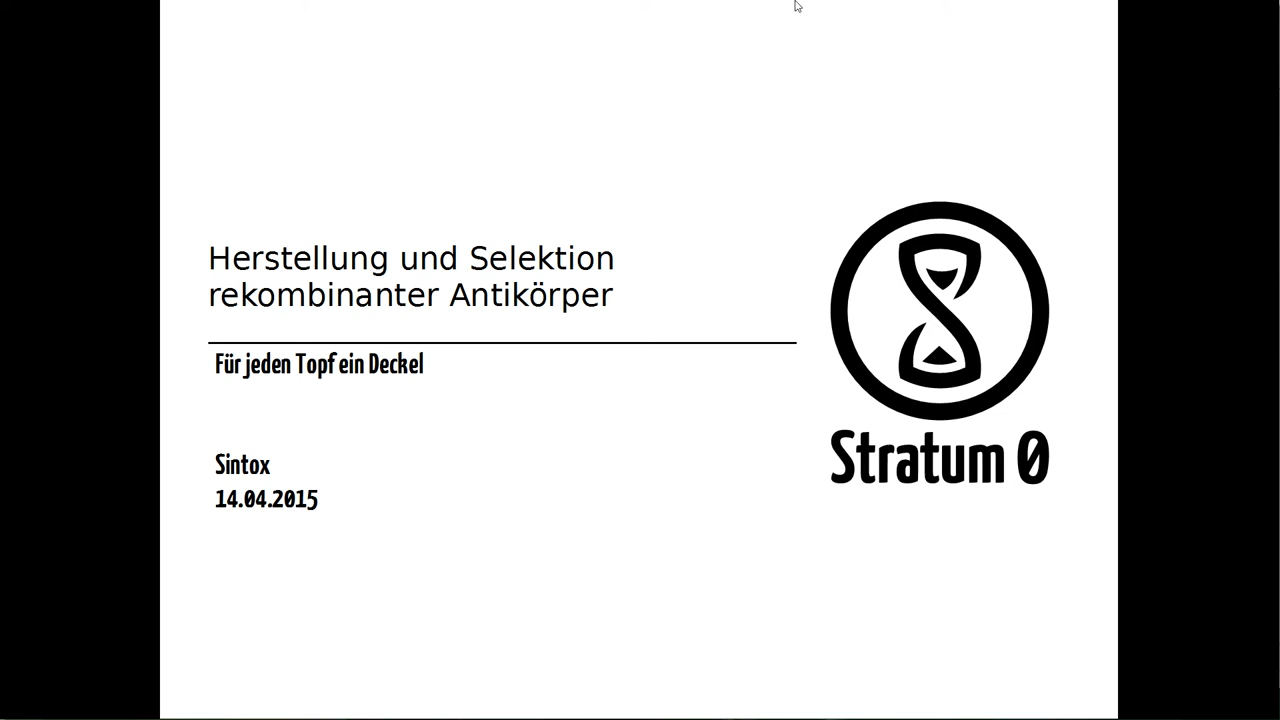 Herstellung und Selektion
rekombinanter Antikörper
Für jeden Topf ein Deckel
Sintox
14.04.2015
Stratum 0